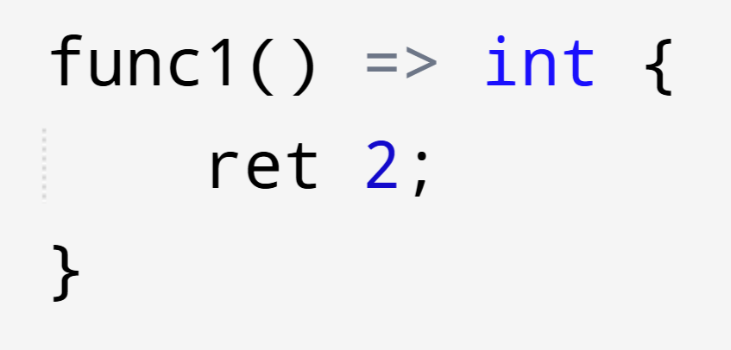 func1() => int {
    ret 2;
}